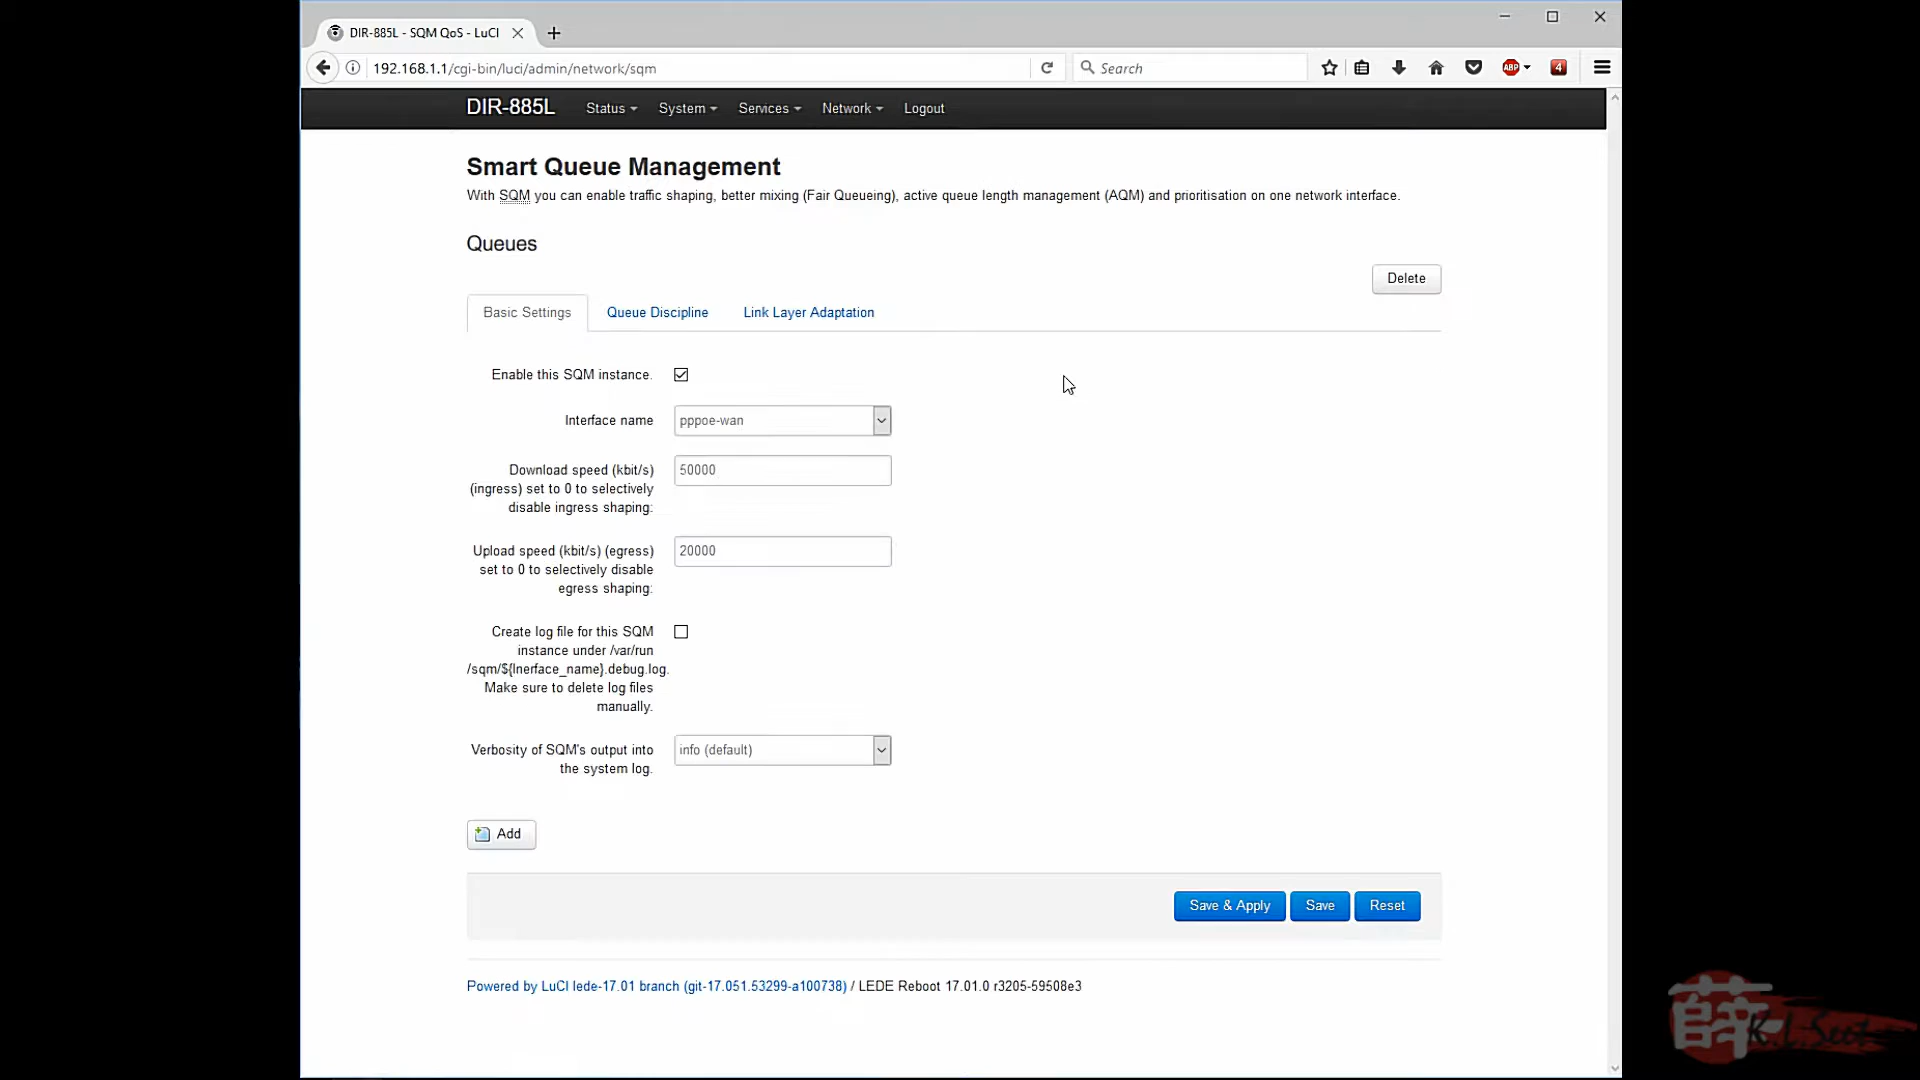 DIR-885L - SQM QoS - LuCI
192.168.1.1/cgi-bin/luci/admin/network/sqm
Search
ABP
4
DIR-885L
Status
System
Services
Network
Logout
Smart Queue Management
With SQM you can enable traffic shaping, better mixing (Fair Queueing), active queue length management (AQM) and prioritisation on one network interface.
Queues
Delete
Basic Settings
Queue Discipline
Link Layer Adaptation
Enable this SQM instance.
Interface name
pppoe-wan
Download speed (kbit/s)
(ingress) set to 0 to selectively
disable ingress shaping:
50000
Upload speed (kbit/s) (egress)
set to 0 to selectively disable
egress shaping:
20000
Create log file for this SQM
instance under /var/run
/sqm/${Inerface_name}.debug.log.
Make sure to delete log files
manually.
Verbosity of SQM's output into
the system log.
info (default)
Add
Save & Apply
Save
Reset
Powered by LuCI lede-17.01 branch (git-17.051.53299-a100738) / LEDE Reboot 17.01.0 r3205-59508e3
薛